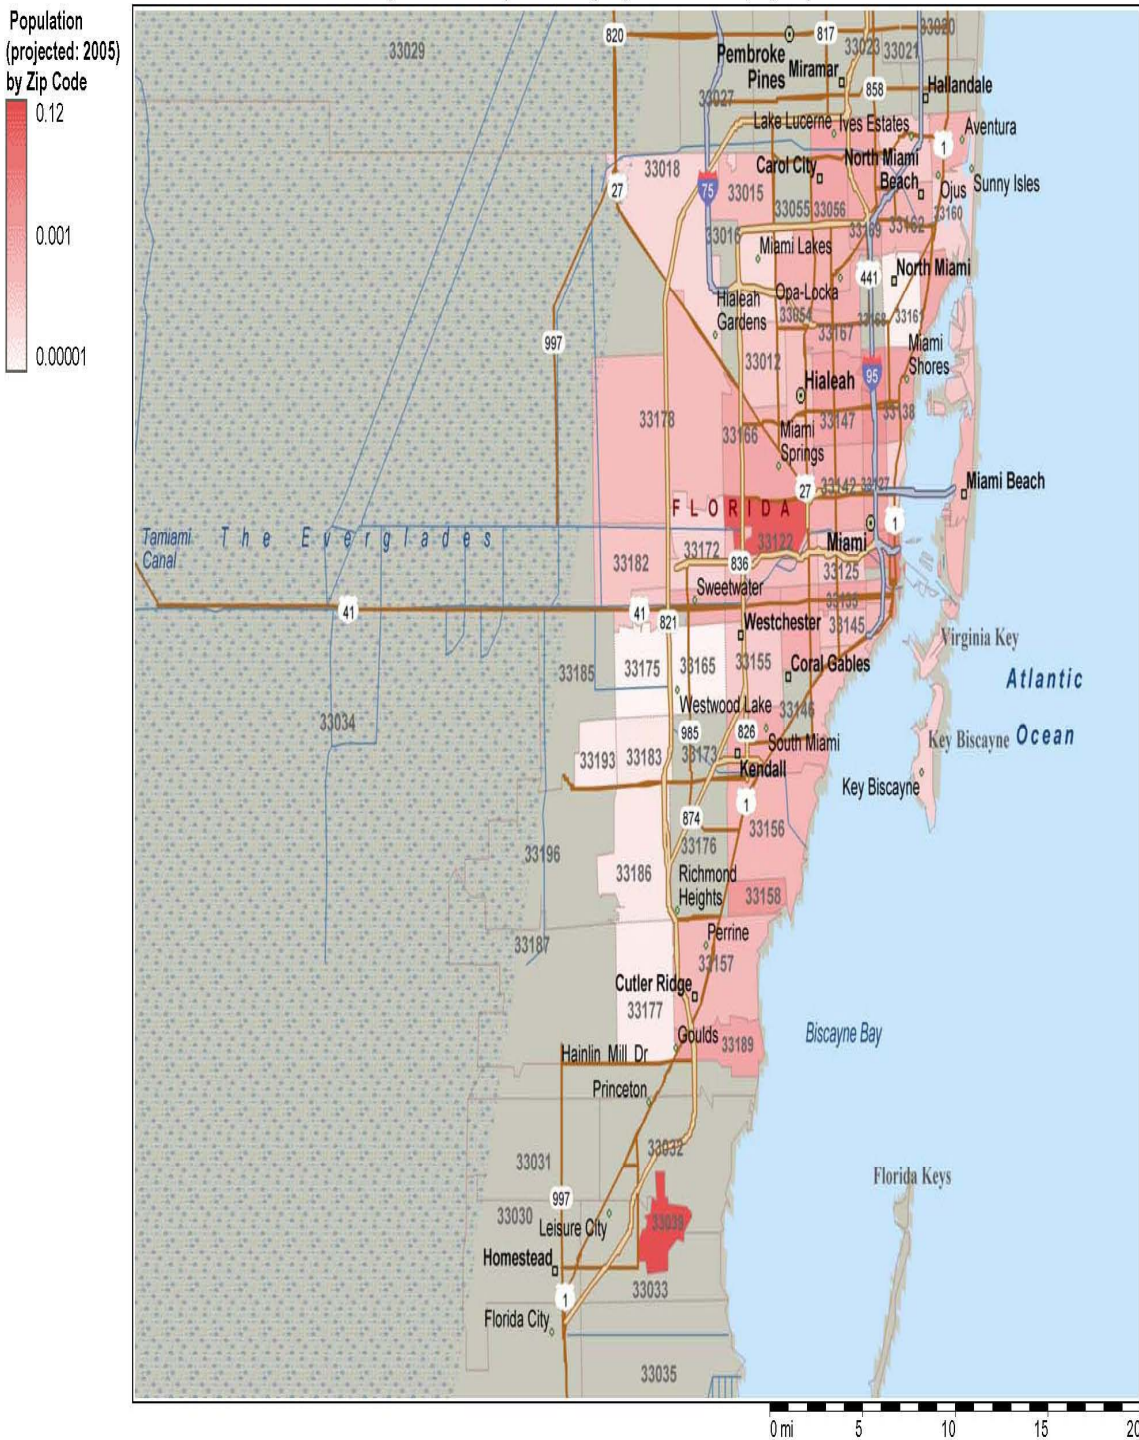 Population
(projected: 2005)
by Zip Code
0.12
0.001
0.00001
820
817
33020
33029
Pembroke
Pines
33023
33021
Miramar
858
Hallandale
33027
Lake Lucerne
Ives Estates
Aventura
1
33018
Carol City
North Miami
Beach
27
75
33015
Ojus
Sunny Isles
33055
33056
33160
33016
33169
33162
Miami Lakes
441
North Miami
Opa-Locka
Hialeah
Gardens
33054
33167
33168
33161
997
Miami
Shores
33012
95
Hialeah
33178
33166
33147
33138
Miami
Springs
27
33142
33127
Miami Beach
FLORIDA
1
Tamiami
Canal
The Everglades
33182
33172
836
33122
Miami
33125
Sweetwater
41
41
821
33135
Westchester
33145
Virginia Key
33185
33175
33165
33155
Coral Gables
Atlantic
Ocean
Westwood Lake
33146
33034
985
826
South Miami
33193
33183
33173
Kendall
Key Biscayne
Key Biscayne
1
874
33156
33196
33176
33186
Richmond
Heights
33158
33187
Perrine
33157
Cutler Ridge
33177
Goulds
33189
Biscayne Bay
Hainlin Mill Dr
Princeton
33032
33031
Florida Keys
997
33030
Leisure City
33039
Homestead
33033
1
Florida City
33035
0 mi
5
10
15
20